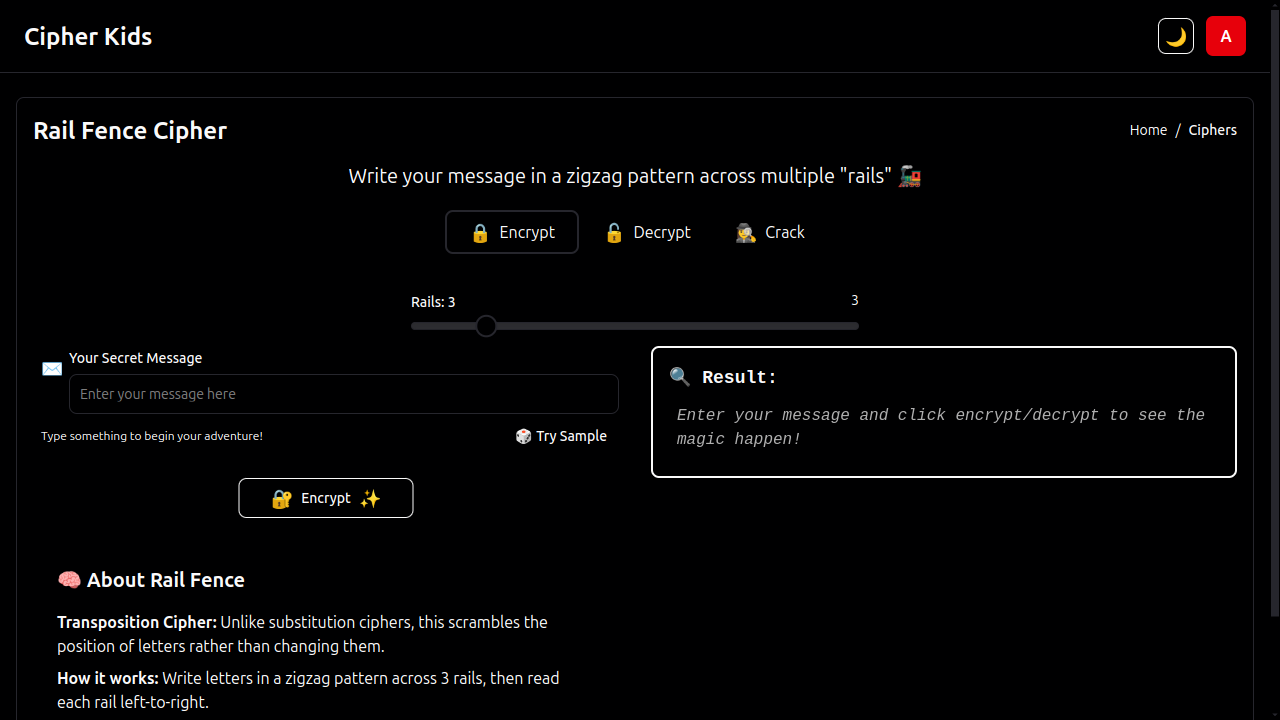 Cipher Kids
A
Rail Fence Cipher
Home / Ciphers
Write your message in a zigzag pattern across multiple "rails"
Encrypt
Decrypt
Crack
Rails: 3
3
Your Secret Message
Enter your message here
Type something to begin your adventure!
Try Sample
Encrypt
Result:
Enter your message and click encrypt/decrypt to see the
magic happen!
About Rail Fence
Transposition Cipher: Unlike substitution ciphers, this scrambles the
position of letters rather than changing them.
How it works: Write letters in a zigzag pattern across 3 rails, then read
each rail left-to-right.